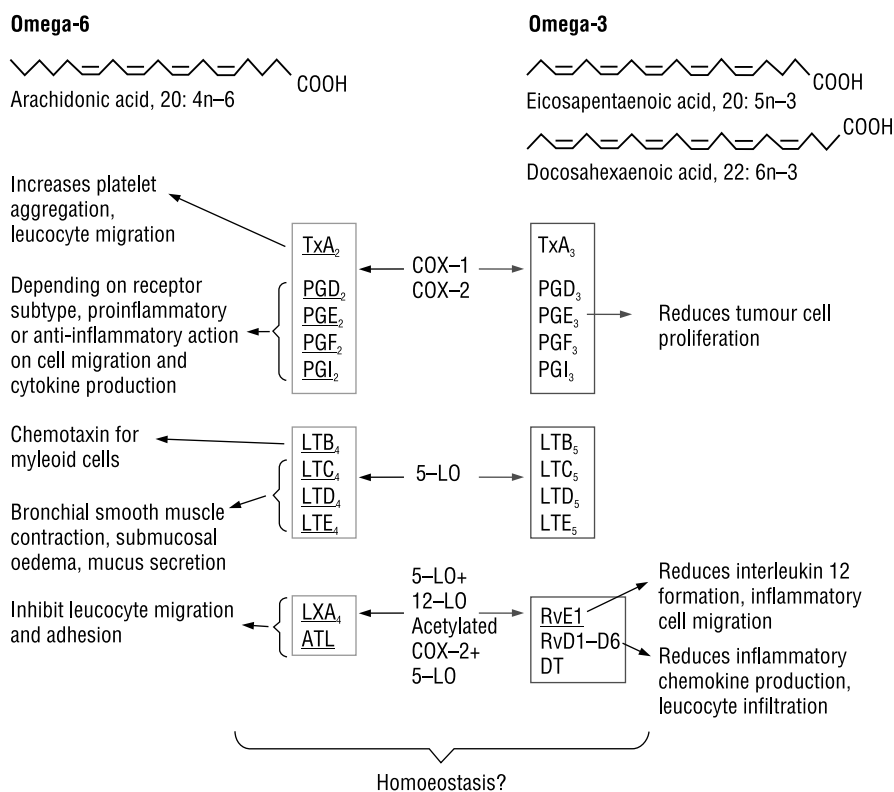 Omega-6
COOH
Arachidonic acid, 20: 4n–6
Omega-3
COOH
Eicosapentaenoic acid, 20: 5n–3
COOH
Docosahexaenoic acid, 22: 6n–3
Increases platelet
aggregation,
leucocyte migration
Depending on receptor
subtype, proinflammatory
or anti-inflammatory action
on cell migration and
cytokine production
TxA₂
PGD₂
PGE₂
PGF₂
PGI₂
COX–1
COX–2
TxA₃
PGD₃
PGE₃
PGF₃
PGI₃
Reduces tumour cell
proliferation
Chemotaxin for
myleoid cells
Bronchial smooth muscle
contraction, submucosal
oedema, mucus secretion
LTB₄
LTC₄
LTD₄
LTE₄
5–LO
LTB₅
LTC₅
LTD₅
LTE₅
Inhibit leucocyte migration
and adhesion
LXA₄
ATL
5–LO+
12–LO
Acetylated
COX–2+
5–LO
RvE1
RvD1–D6
DT
Reduces interleukin 12
formation, inflammatory
cell migration
Reduces inflammatory
chemokine production,
leucocyte infiltration
Homoeostasis?